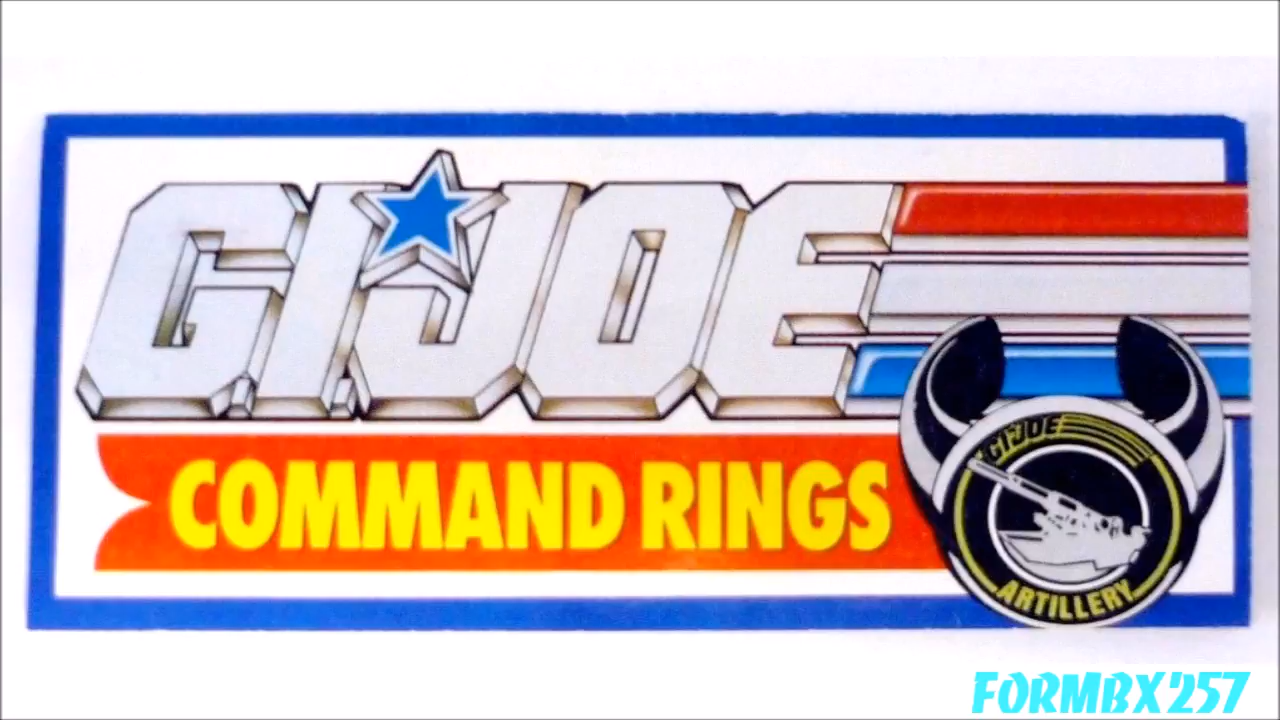 G.I.JOE
COMMAND RINGS
G.I.JOE
ARTILLERY
FORMBX257